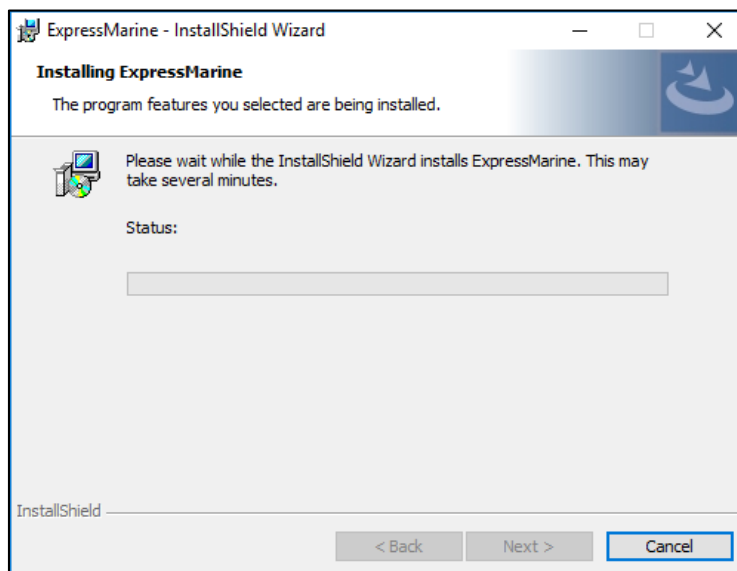 ExpressMarine - InstallShield Wizard
Installing ExpressMarine
The program features you selected are being installed.
Please wait while the InstallShield Wizard installs ExpressMarine. This may
take several minutes.
Status:
InstallShield
< Back
Next >
Cancel